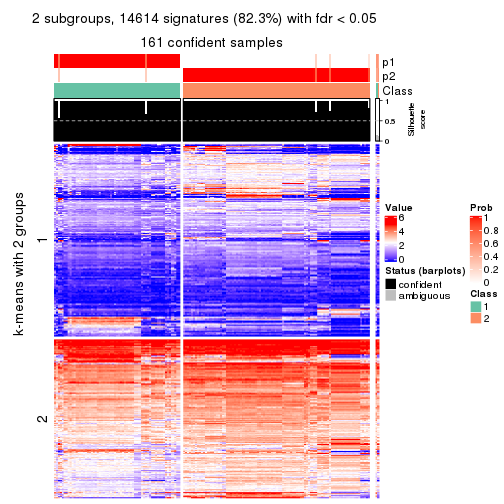 2 subgroups, 14614 signatures (82.3%) with fdr < 0.05
161 confident samples
p1
p2
Class
1
0.5
0
Silhouette
score
k-means with 2 groups
1
2
Value
6
4
2
0
Status (barplots)
confident
ambiguous
Prob
1
0.8
0.6
0.4
0.2
0
Class
1
2